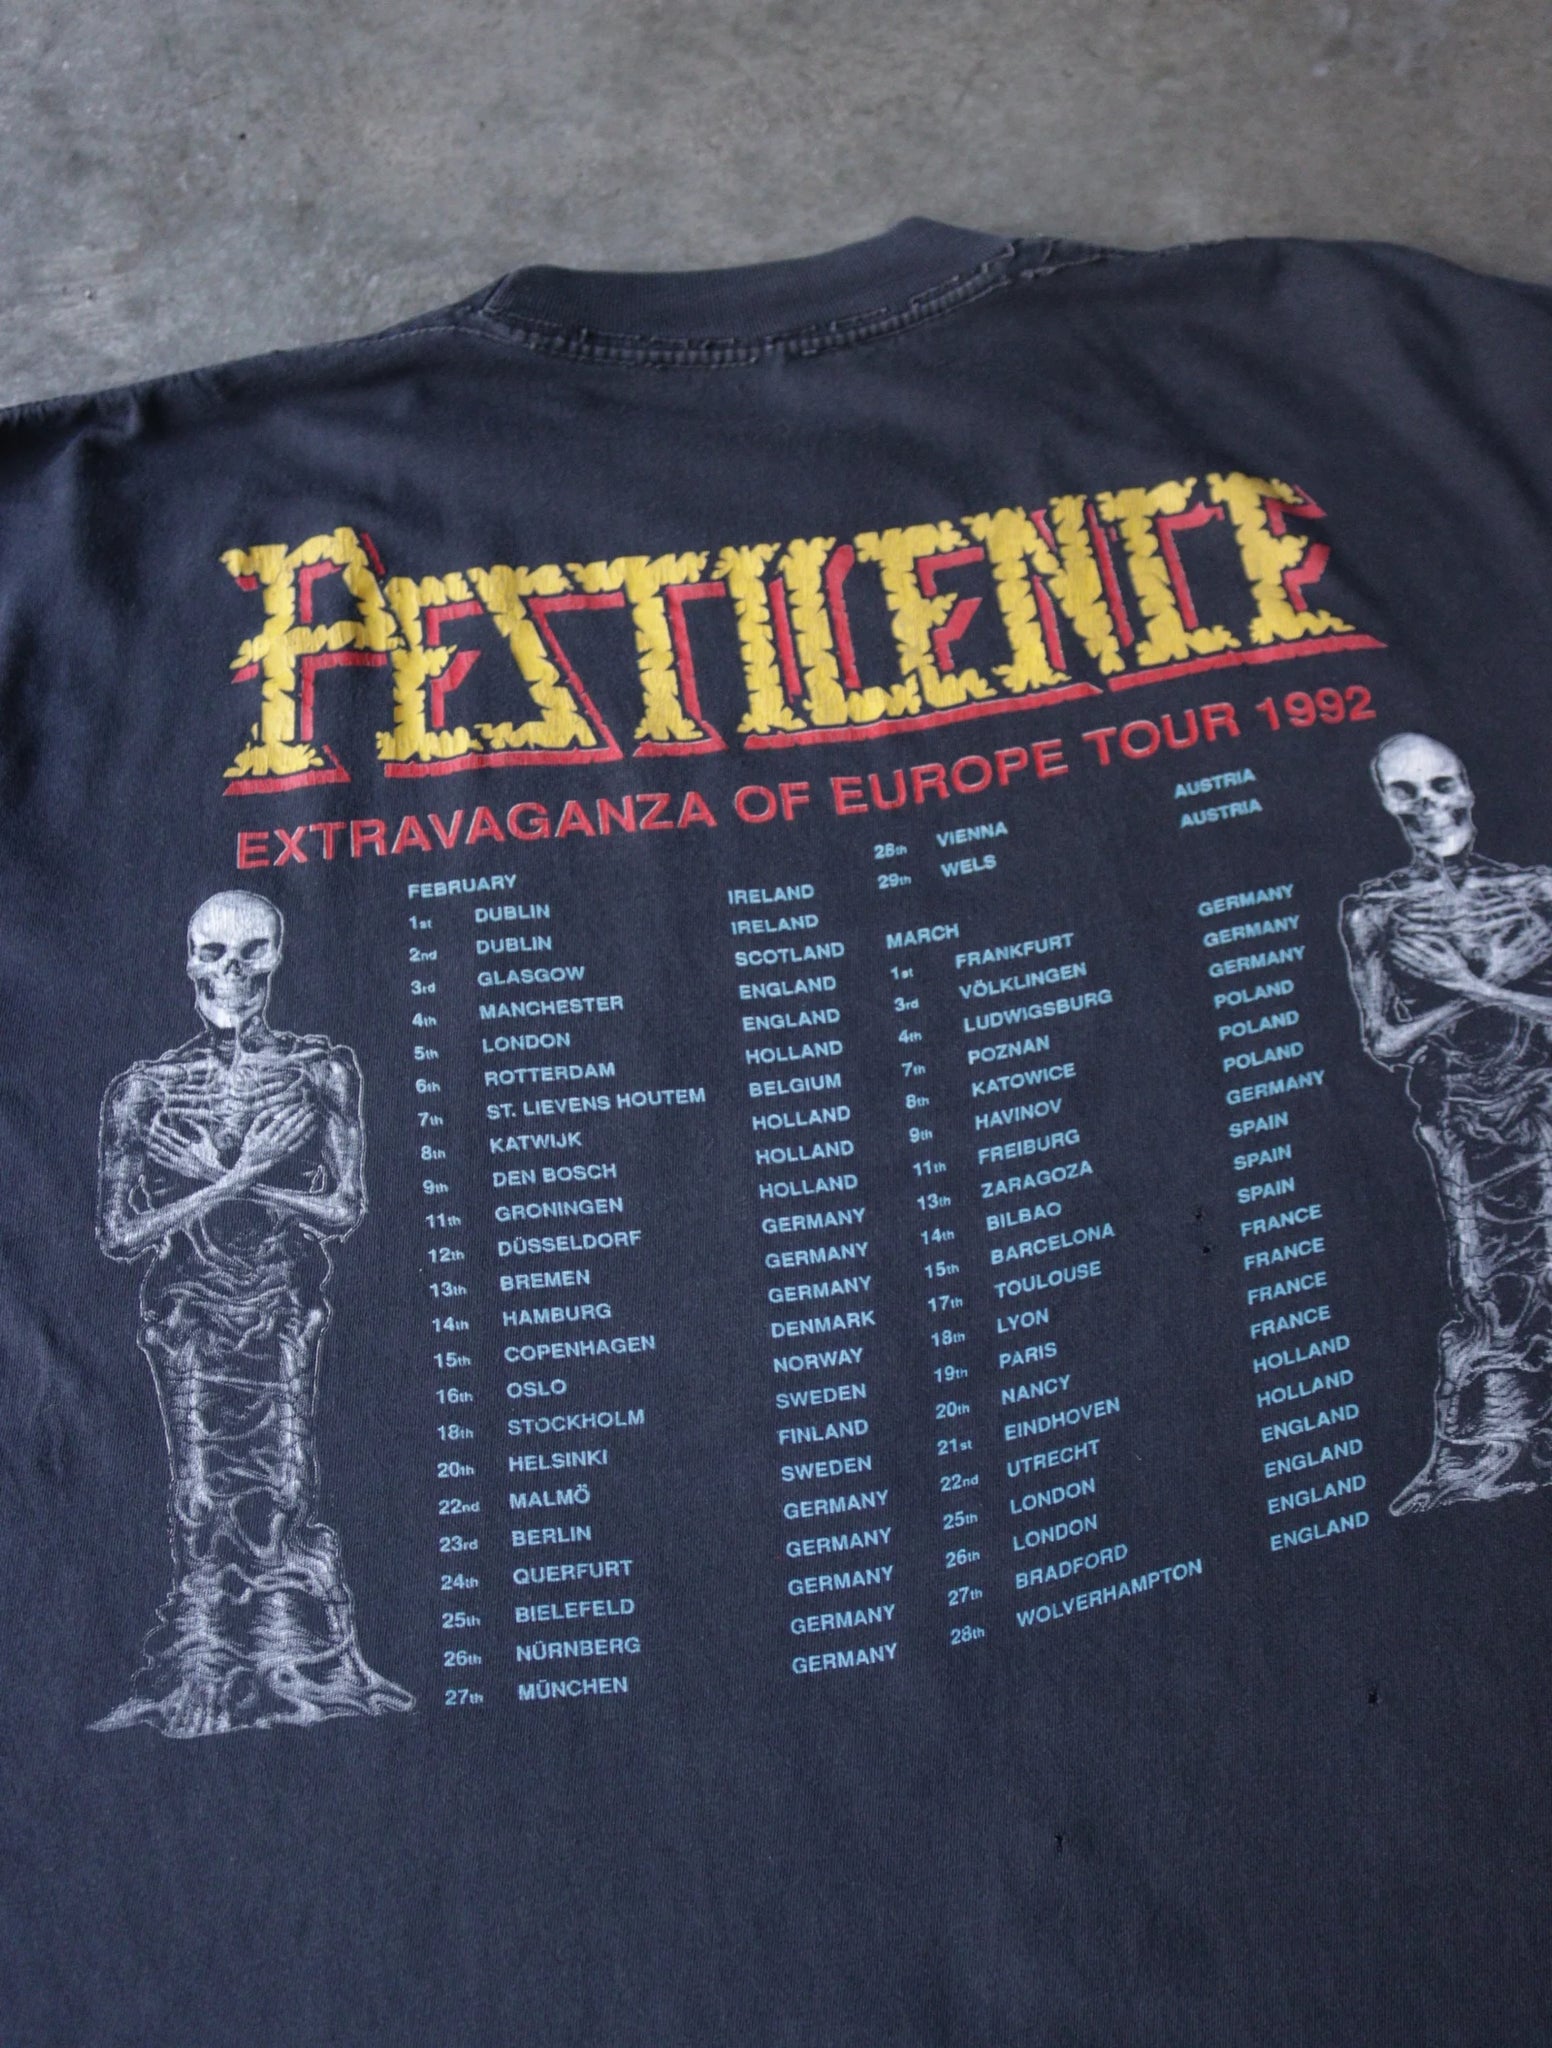 PESTILENCE
EXTRAVAGANZA OF EUROPE TOUR 1992
FEBRUARY
1st DUBLIN IRELAND
2nd DUBLIN IRELAND
3rd GLASGOW SCOTLAND
4th MANCHESTER ENGLAND
5th LONDON ENGLAND
6th ROTTERDAM HOLLAND
7th ST. LIEVENS HOUTEM BELGIUM
8th KATWIJK HOLLAND
9th DEN BOSCH HOLLAND
11th GRONINGEN HOLLAND
12th DÜSSELDORF GERMANY
13th BREMEN GERMANY
14th HAMBURG GERMANY
15th COPENHAGEN DENMARK
16th OSLO NORWAY
18th STOCKHOLM SWEDEN
20th HELSINKI FINLAND
22nd MALMÖ SWEDEN
23rd BERLIN GERMANY
24th QUERFURT GERMANY
25th BIELEFELD GERMANY
26th NÜRNBERG GERMANY
27th MÜNCHEN GERMANY
28th VIENNA AUSTRIA
29th WELS AUSTRIA
MARCH
1st FRANKFURT GERMANY
3rd VÖLKLINGEN GERMANY
4th LUDWIGSBURG GERMANY
7th POZNAN POLAND
8th KATOWICE POLAND
9th HAVINOV POLAND
11th FREIBURG GERMANY
13th ZARAGOZA SPAIN
14th BILBAO SPAIN
15th BARCELONA SPAIN
17th TOULOUSE FRANCE
18th LYON FRANCE
19th PARIS FRANCE
20th NANCY FRANCE
21st EINDHOVEN HOLLAND
22nd UTRECHT HOLLAND
25th LONDON ENGLAND
26th LONDON ENGLAND
27th BRADFORD ENGLAND
28th WOLVERHAMPTON ENGLAND